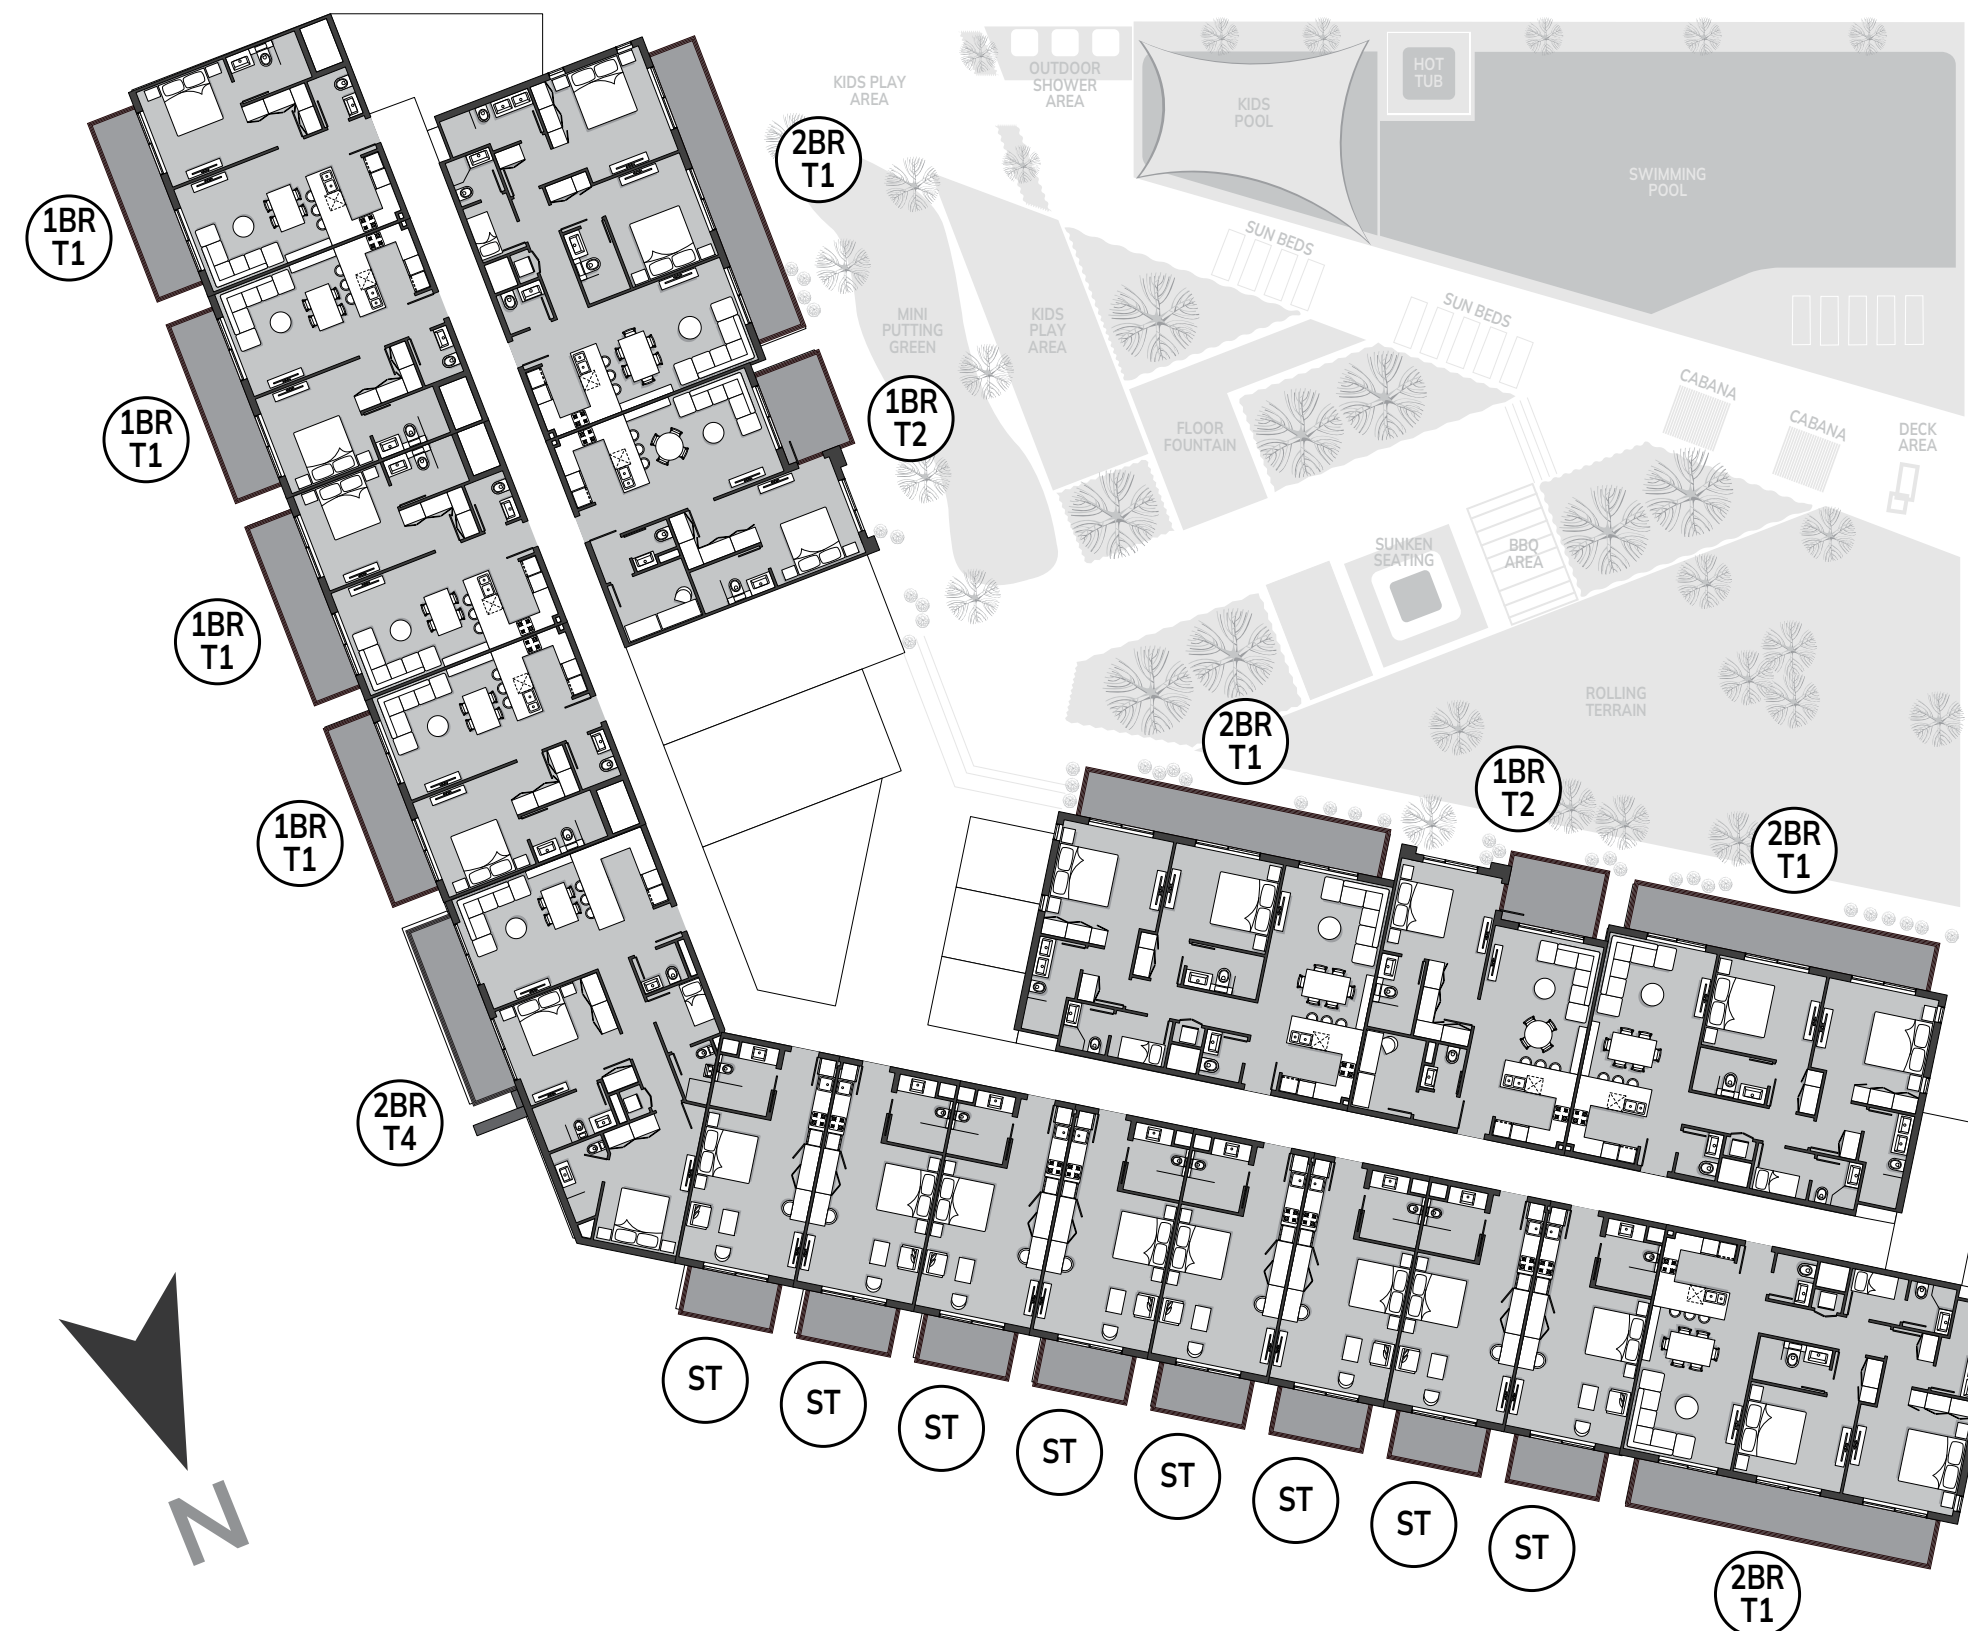 KIDS PLAY
AREA
OUTDOOR
SHOWER
AREA
HOT
TUB
KIDS
POOL
SWIMMING
POOL
2BR
T1
1BR
T1
SUN BEDS
SUN BEDS
MINI
PUTTING
GREEN
KIDS
PLAY
AREA
1BR
T2
1BR
T1
FLOOR
FOUNTAIN
CABANA
CABANA
DECK
AREA
SUNKEN
SEATING
BBQ
AREA
1BR
T1
ROLLING
TERRAIN
2BR
T1
1BR
T2
1BR
T1
2BR
T1
2BR
T4
ST
ST
ST
ST
ST
ST
ST
ST
2BR
T1
N